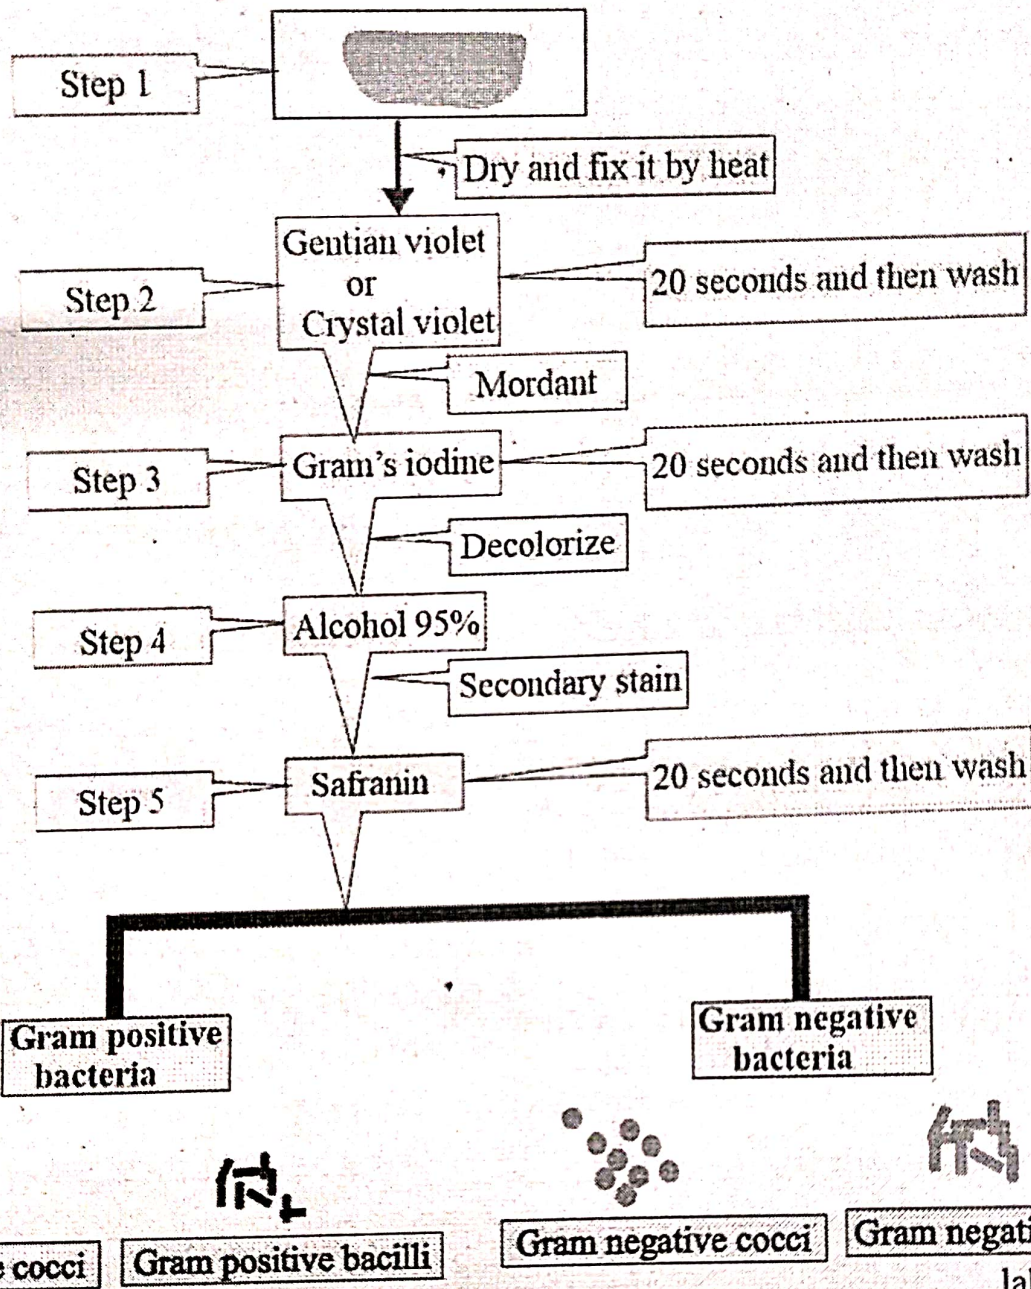 Step 1
Dry and fix it by heat
Gentian violet
or
Crystal violet
Step 2
20 seconds and then wash
Mordant
Step 3
Gram's iodine
20 seconds and then wash
Decolorize
Step 4
Alcohol 95%
Secondary stain
Step 5
Safranin
20 seconds and then wash
Gram positive
bacteria
Gram negative
bacteria
cocci
Gram positive bacilli
Gram negative cocci
Gram